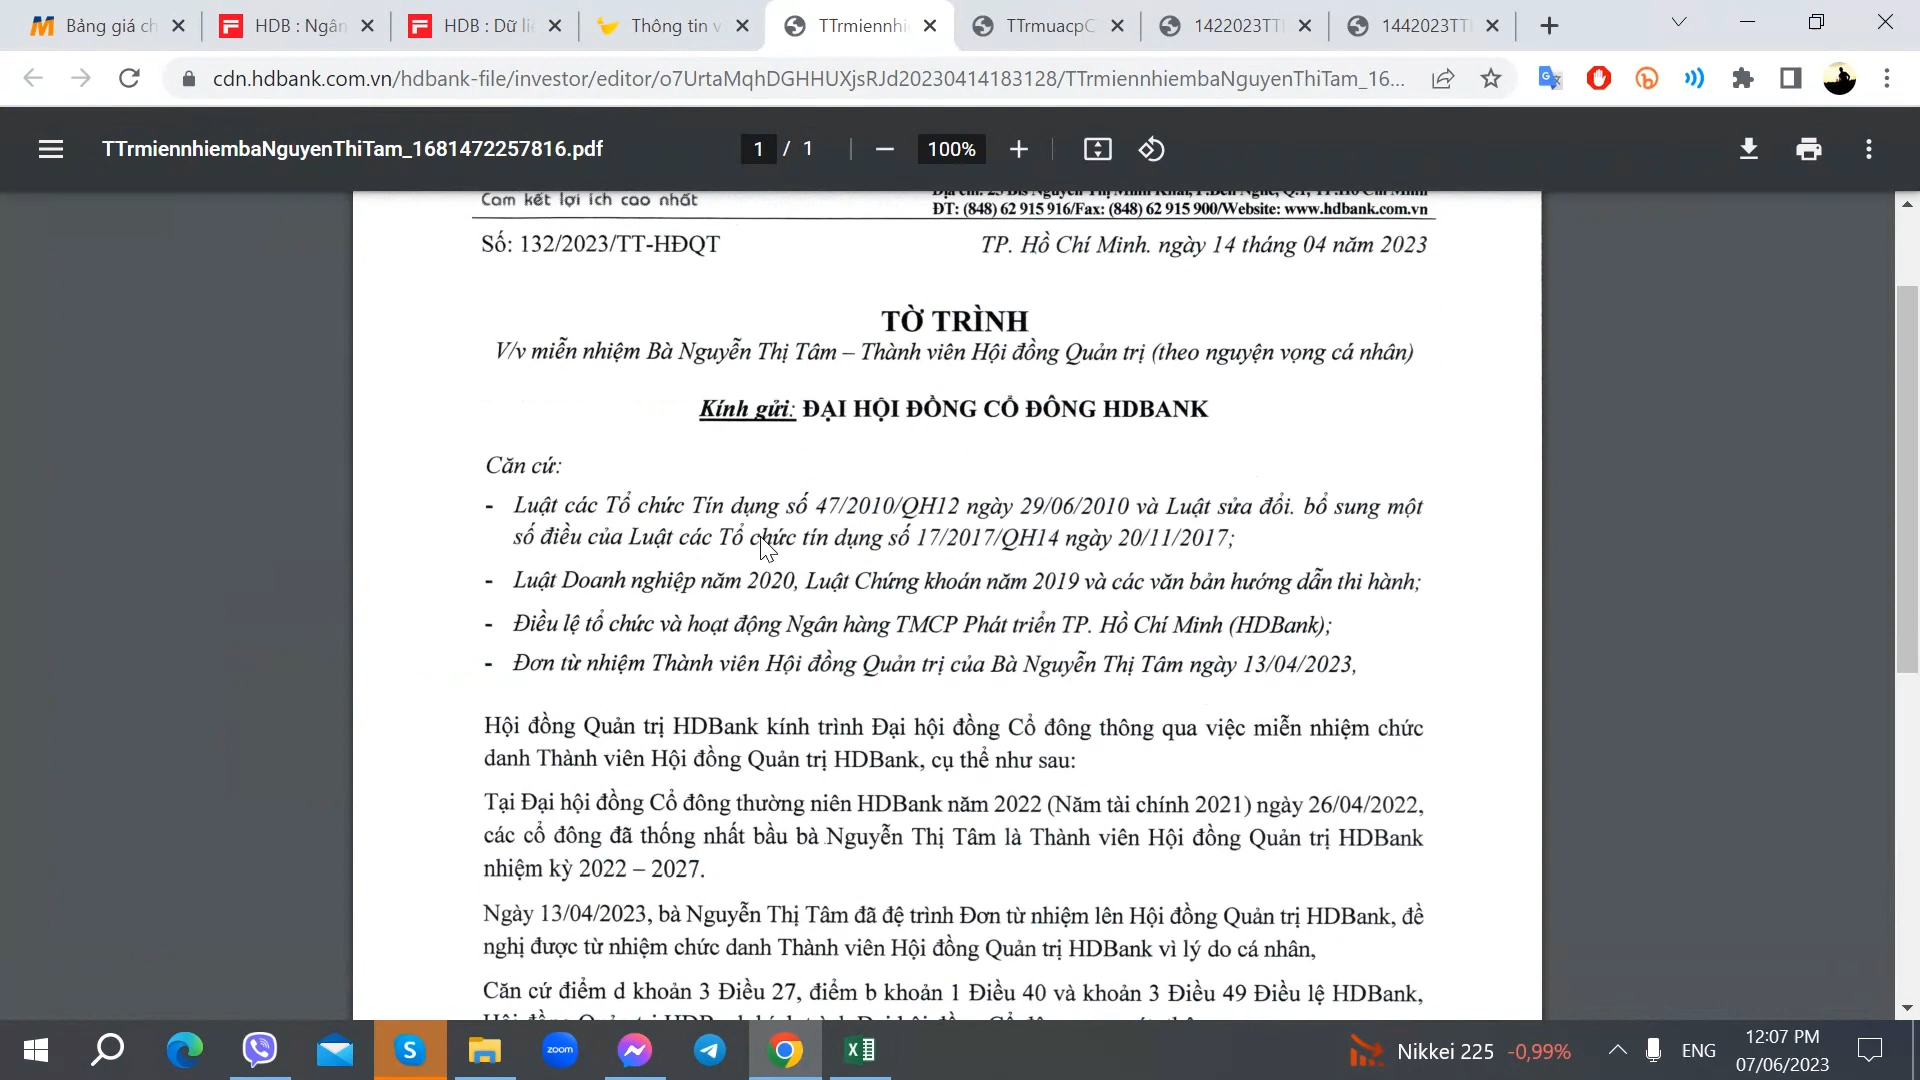 Bảng giá ch
HDB : Ngân
HDB : Dữ liệ
Thông tin v
TTrmiennhi
TTrmuacpC
1422023TT
1442023TT
cdn.hdbank.com.vn/hdbank-file/investor/editor/o7UrtaMqhDGHHUXjsRJd20230414183128/TTrmiennhiembaNguyenThiTam_16...
TTrmiennhiembaNguyenThiTam_1681472257816.pdf
1 / 1
100%
Cam kết lợi ích cao nhất
Địa chỉ: 25 Bis Nguyễn Thị Minh Khai, P.Bến Nghé, Q.1, TP.Hồ Chí Minh
ĐT: (848) 62 915 916/Fax: (848) 62 915 900/Website: www.hdbank.com.vn
Số: 132/2023/TT-HĐQT
TP. Hồ Chí Minh. ngày 14 tháng 04 năm 2023
TỜ TRÌNH
V/v miễn nhiệm Bà Nguyễn Thị Tâm – Thành viên Hội đồng Quản trị (theo nguyện vọng cá nhân)
Kính gửi: ĐẠI HỘI ĐỒNG CỔ ĐÔNG HDBANK
Căn cứ:
- Luật các Tổ chức Tín dụng số 47/2010/QH12 ngày 29/06/2010 và Luật sửa đổi. bổ sung một
số điều của Luật các Tổ chức tín dụng số 17/2017/QH14 ngày 20/11/2017;
- Luật Doanh nghiệp năm 2020, Luật Chứng khoán năm 2019 và các văn bản hướng dẫn thi hành;
- Điều lệ tổ chức và hoạt động Ngân hàng TMCP Phát triển TP. Hồ Chí Minh (HDBank);
- Đơn từ nhiệm Thành viên Hội đồng Quản trị của Bà Nguyễn Thị Tâm ngày 13/04/2023,
Hội đồng Quản trị HDBank kính trình Đại hội đồng Cổ đông thông qua việc miễn nhiệm chức
danh Thành viên Hội đồng Quản trị HDBank, cụ thể như sau:
Tại Đại hội đồng Cổ đông thường niên HDBank năm 2022 (Năm tài chính 2021) ngày 26/04/2022,
các cổ đông đã thống nhất bầu bà Nguyễn Thị Tâm là Thành viên Hội đồng Quản trị HDBank
nhiệm kỳ 2022 – 2027.
Ngày 13/04/2023, bà Nguyễn Thị Tâm đã đệ trình Đơn từ nhiệm lên Hội đồng Quản trị HDBank, đề
nghị được từ nhiệm chức danh Thành viên Hội đồng Quản trị HDBank vì lý do cá nhân,
Căn cứ điểm d khoản 3 Điều 27, điểm b khoản 1 Điều 40 và khoản 3 Điều 49 Điều lệ HDBank,
zoom
Nikkei 225 -0,99%
ENG
12:07 PM
07/06/2023